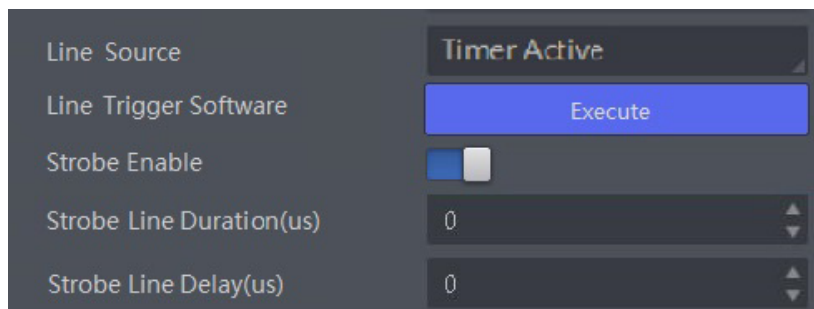 Line Source Timer Active
Line Trigger Software Execute
Strobe Enable
Strobe Line Duration(us) 0
Strobe Line Delay(us) 0